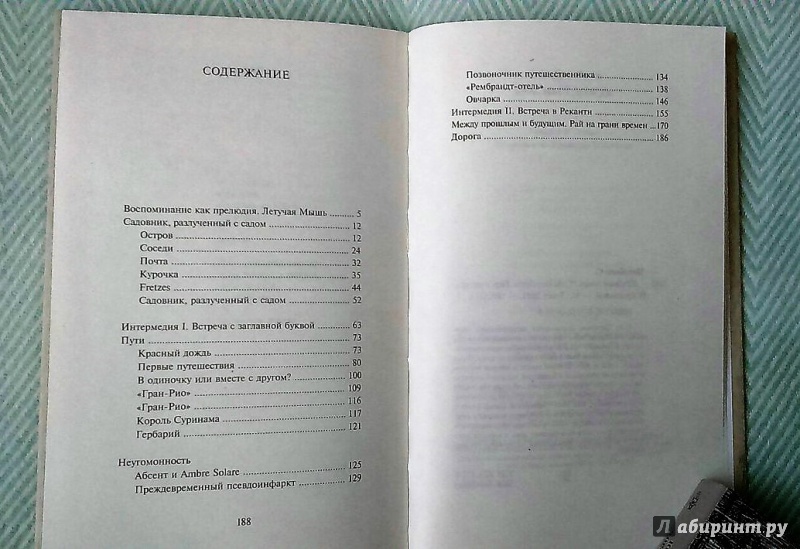 СОДЕРЖАНИЕ
Воспоминание как прелюдия. Летучая Мышь ........ 5
Садовник, разлученный с садом ........ 12
Остров ........ 12
Соседи ........ 24
Почта ........ 32
Курочка ........ 35
Fretzes ........ 44
Садовник, разлученный с садом ........ 52
Интермедия I. Встреча с заглавной буквой ........ 63
Пути ........ 73
Красный дождь ........ 73
Первые путешествия ........ 80
В одиночку или вместе с другом? ........ 100
«Гран-Рио» ........ 109
«Гран-Рио» ........ 116
Король Суринама ........ 117
Гербарий ........ 121
Неугомонность
Абсент и Ambre Solare ........ 125
Преждевременный псевдоинфаркт ........ 129
188
Позвоночник путешественника ........ 134
«Рембрандт-отель» ........ 138
Овчарка ........ 146
Интермедия II. Встреча в Реканти ........ 155
Между прошлым и будущим. Рай на грани времен ... 170
Дорога ........ 186
Лабиринт.ру